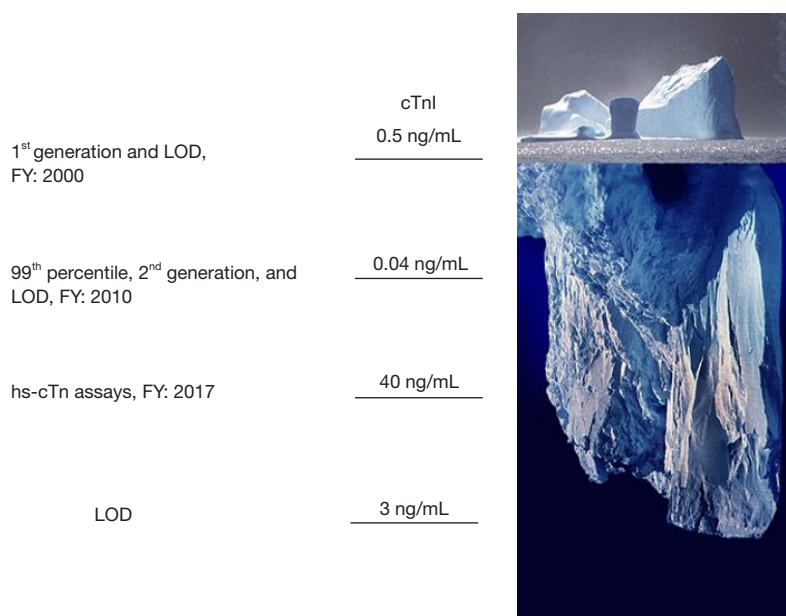 cTnI
0.5 ng/mL
1st generation and LOD,
FY: 2000
0.04 ng/mL
99th percentile, 2nd generation, and
LOD, FY: 2010
40 ng/mL
hs-cTn assays, FY: 2017
3 ng/mL
LOD